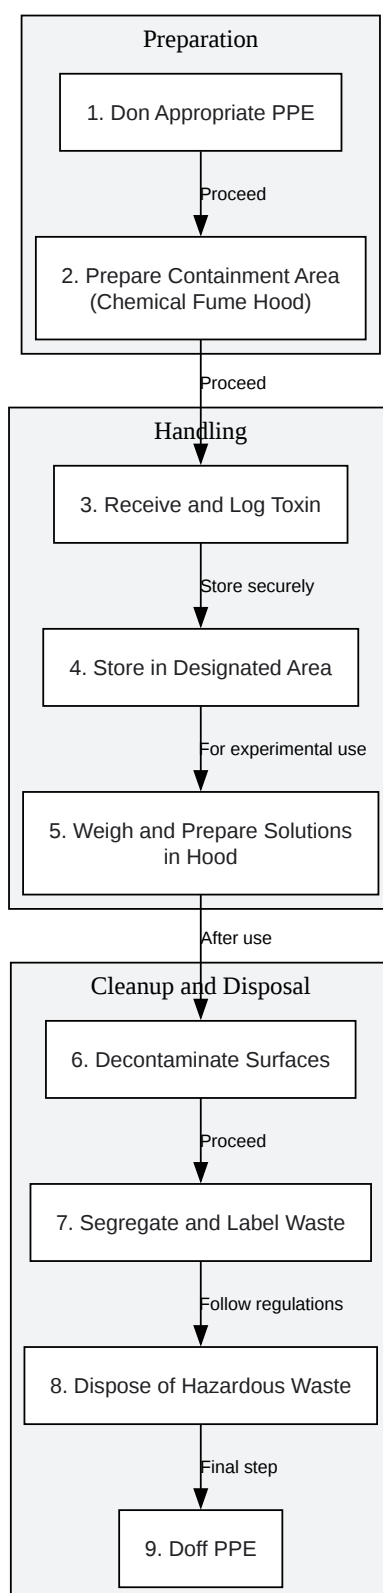 Preparation
1. Don Appropriate PPE
Proceed
2. Prepare Containment Area
(Chemical Fume Hood)
Proceed
Handling
3. Receive and Log Toxin
Store securely
4. Store in Designated Area
For experimental use
5. Weigh and Prepare Solutions
in Hood
After use
Cleanup and Disposal
6. Decontaminate Surfaces
Proceed
7. Segregate and Label Waste
Follow regulations
8. Dispose of Hazardous Waste
Final step
9. Doff PPE